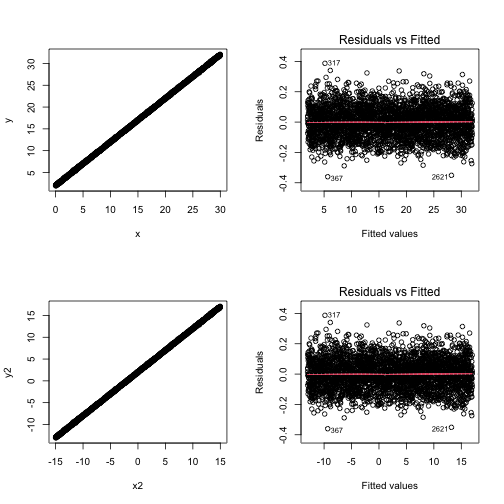 y
5 10 15 20 25 30
0 5 10 15 20 25 30
x
Residuals vs Fitted
Residuals
-0.4 -0.2 0.0 0.2 0.4
317
367
2621
5 10 15 20 25 30
Fitted values
y2
-10 -5 0 5 10 15
-15 -10 -5 0 5 10 15
x2
Residuals vs Fitted
Residuals
-0.4 -0.2 0.0 0.2 0.4
317
367
2621
-10 -5 0 5 10 15
Fitted values